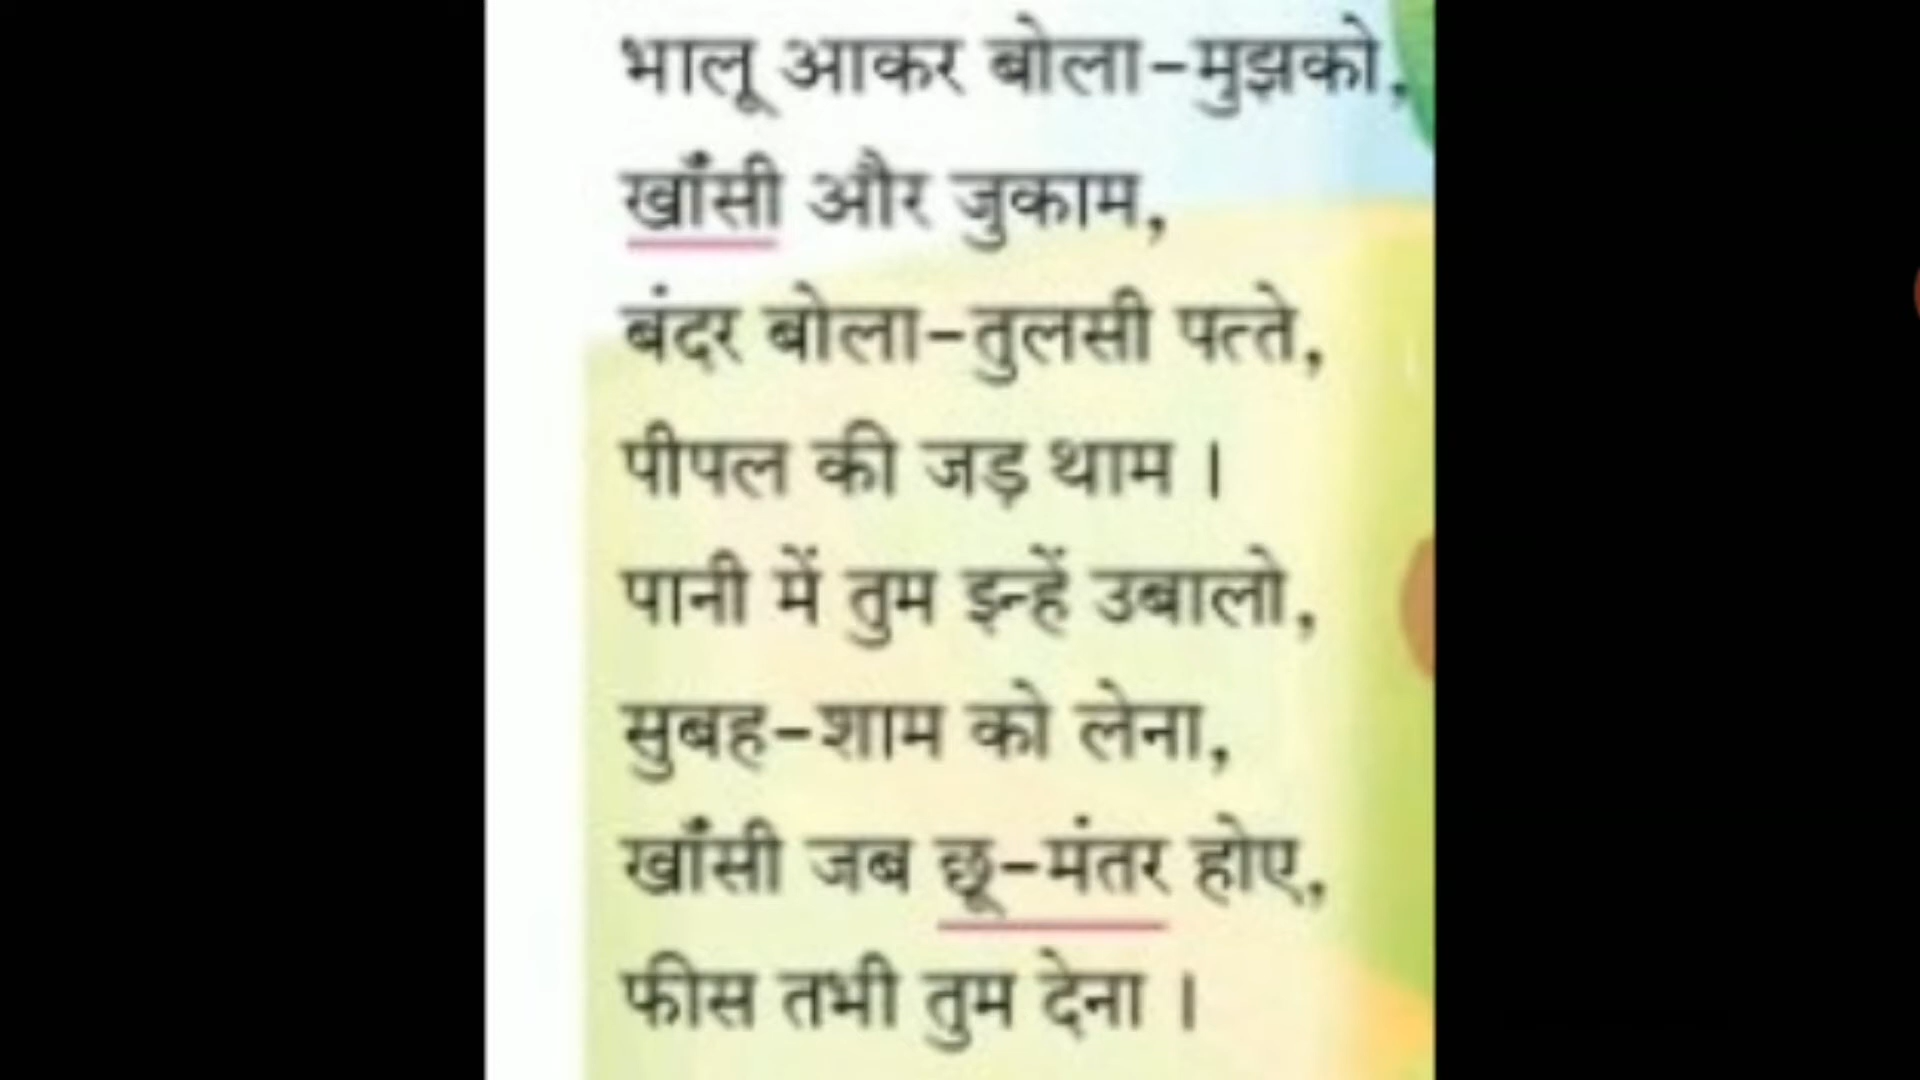 भालू आकर बोला-मुझको,
खाँसी और जुकाम,
बंदर बोला-तुलसी पत्ते,
पीपल की जड़ थाम ।
पानी में तुम इन्हें उबालो,
सुबह-शाम को लेना,
खाँसी जब छू-मंतर होए,
फीस तभी तुम देना ।